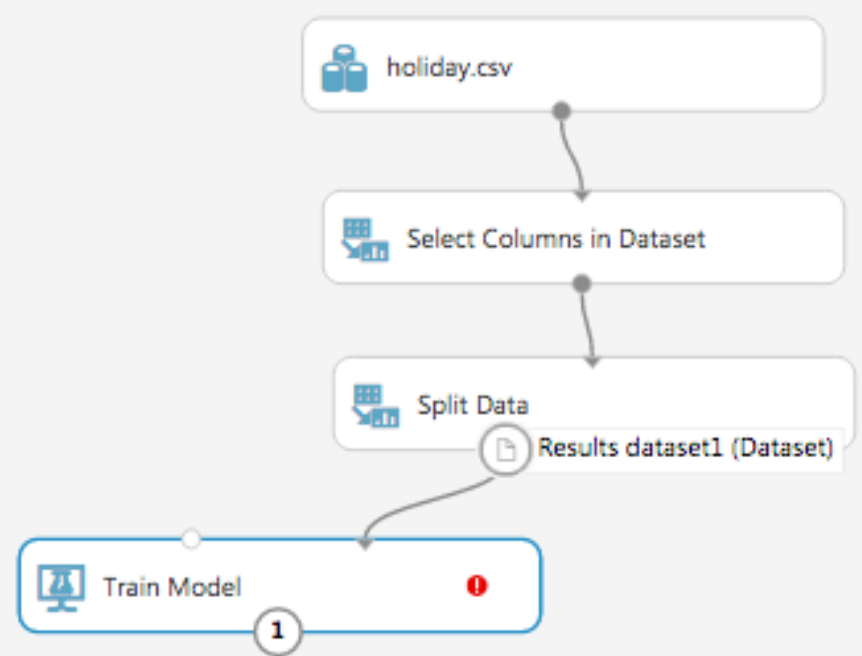 holiday.csv
Select Columns in Dataset
Split Data
Results dataset1 (Dataset)
Train Model
1